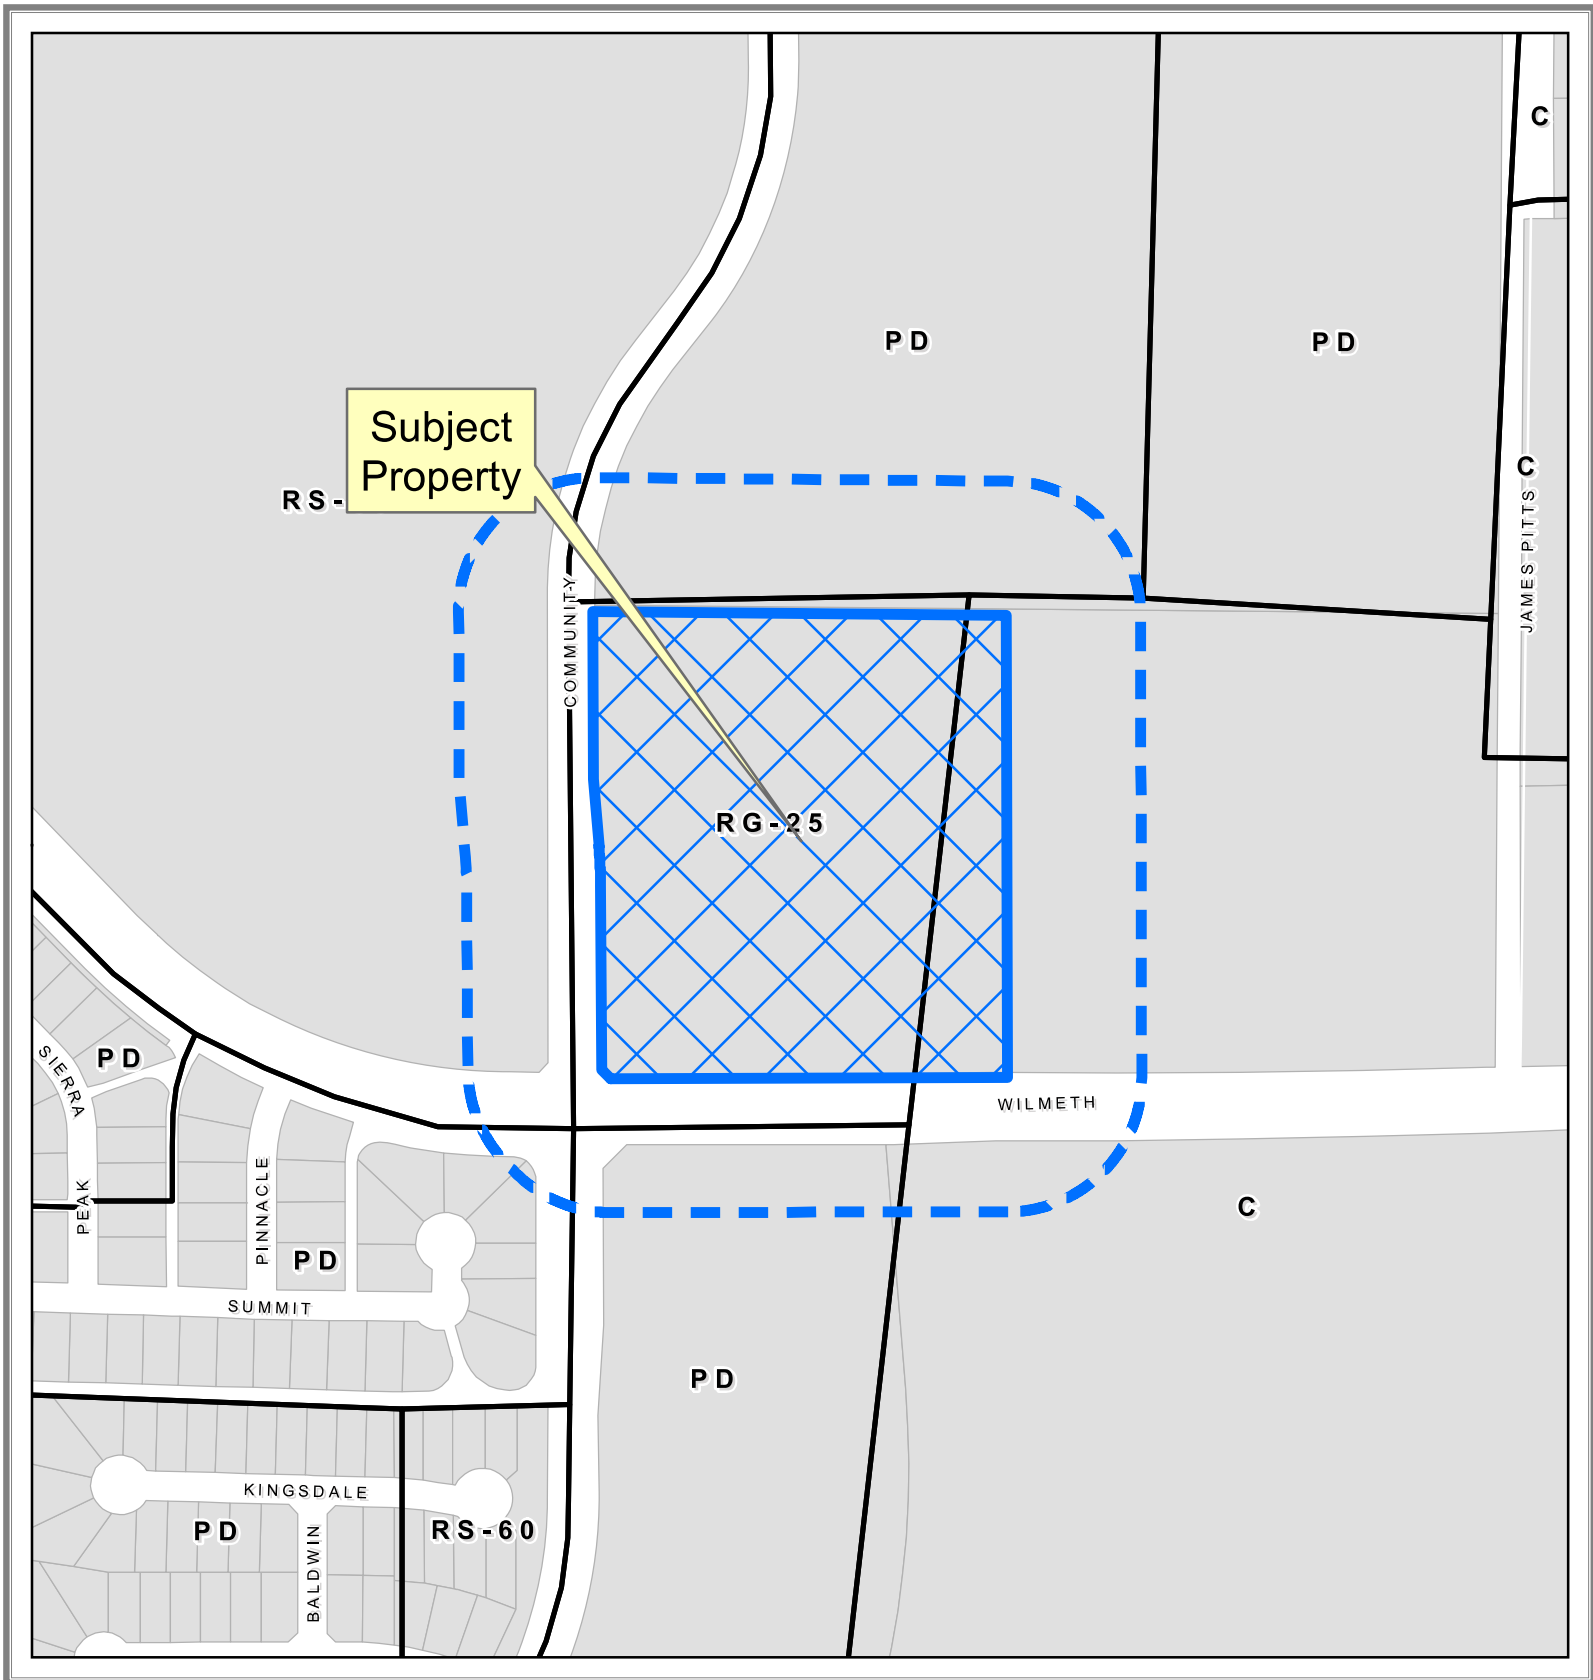 C
PD
PD
Subject
Property
RS-
C
JAMES PITTS
COMMUNITY
RG-25
PD
SIERRA
WILMETH
PEAK
PINNACLE
C
PD
SUMMIT
PD
KINGSDALE
PD
RS-60
BALDWIN